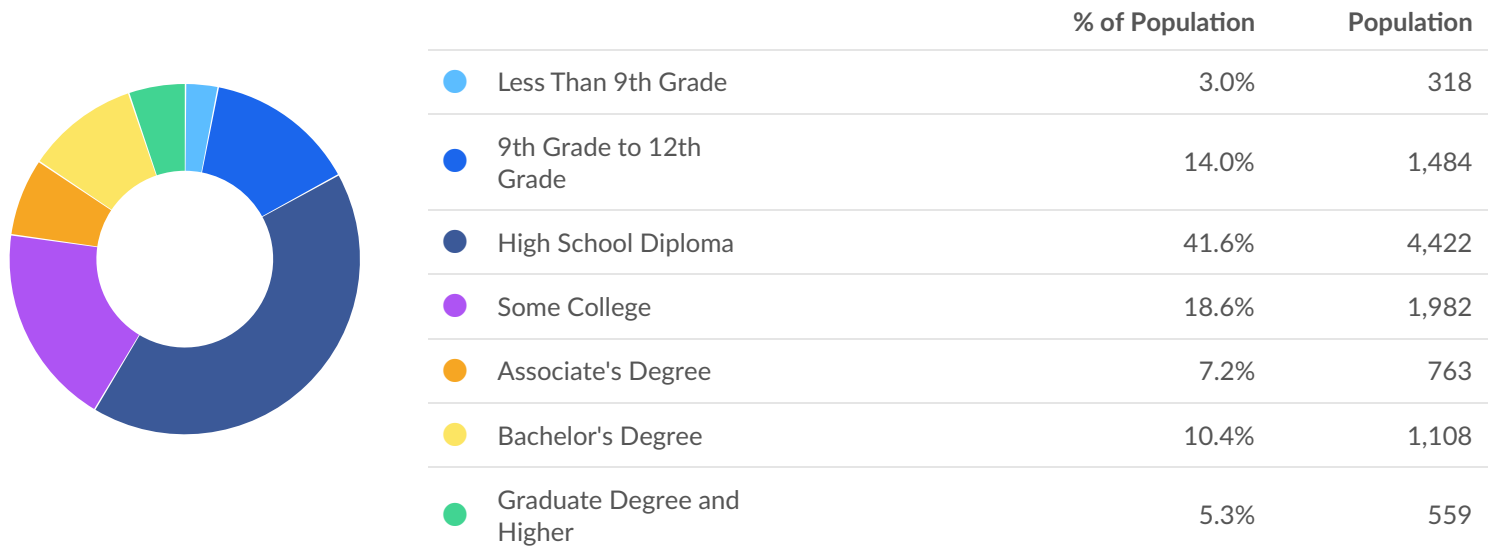 % of Population Population
Less Than 9th Grade 3.0% 318
9th Grade to 12th
Grade 14.0% 1,484
High School Diploma 41.6% 4,422
Some College 18.6% 1,982
Associate's Degree 7.2% 763
Bachelor's Degree 10.4% 1,108
Graduate Degree and
Higher 5.3% 559